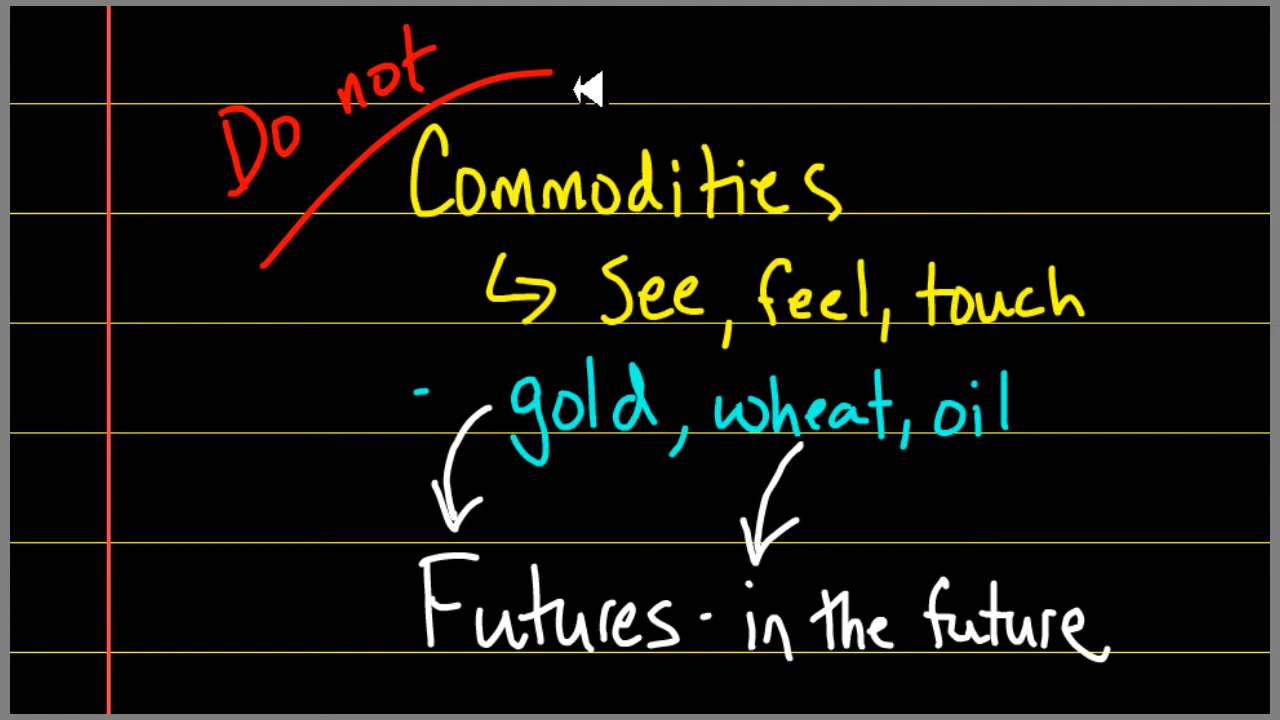 Do not
Commodities
↳ See, feel, touch
- gold, wheat, oil
Futures - in the future